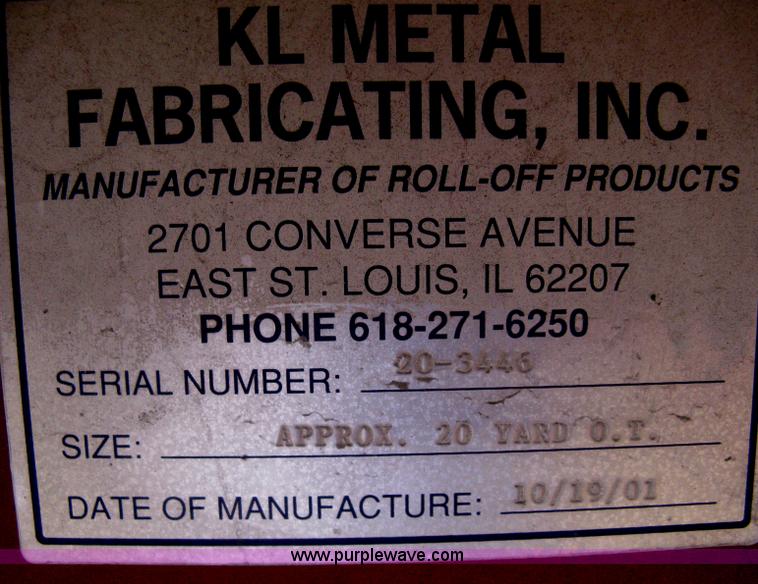 KL METAL
FABRICATING, INC.
MANUFACTURER OF ROLL-OFF PRODUCTS
2701 CONVERSE AVENUE
EAST ST. LOUIS, IL 62207
PHONE 618-271-6250
SERIAL NUMBER: 20-3446
SIZE: APPROX. 20 YARD O.T.
DATE OF MANUFACTURE: 10/19/01
www.purplewave.com